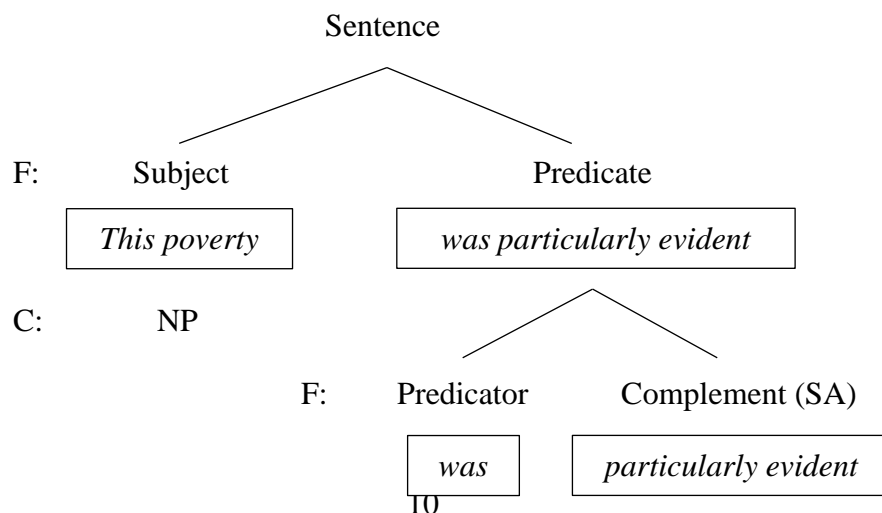 Sentence
F: Subject Predicate
This poverty was particularly evident
C: NP
F: Predicator Complement (SA)
was particularly evident
10